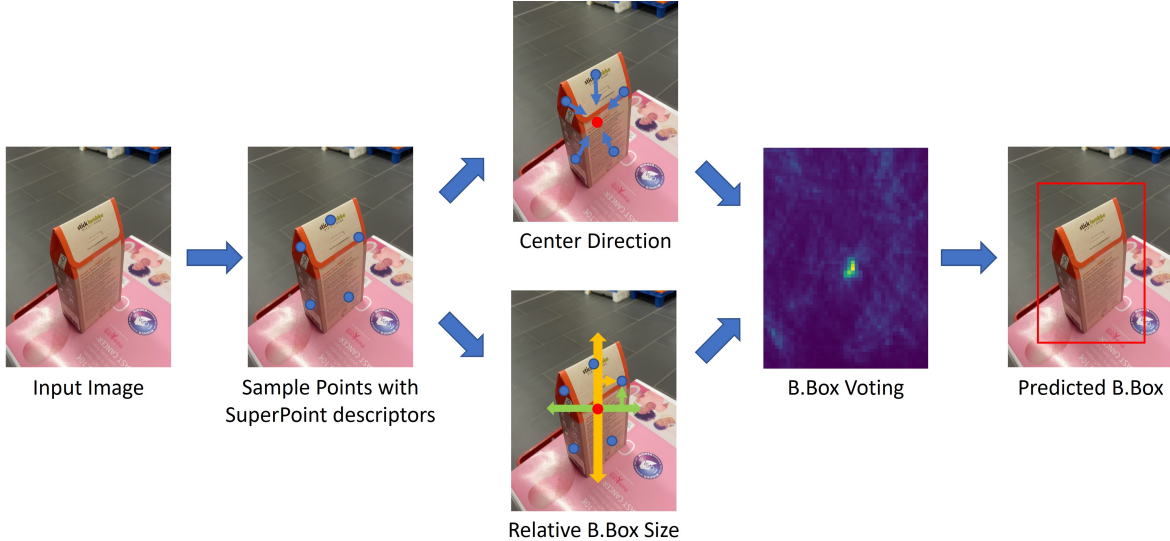 Input Image
Sample Points with
SuperPoint descriptors
Center Direction
Relative B.Box Size
B.Box Voting
Predicted B.Box